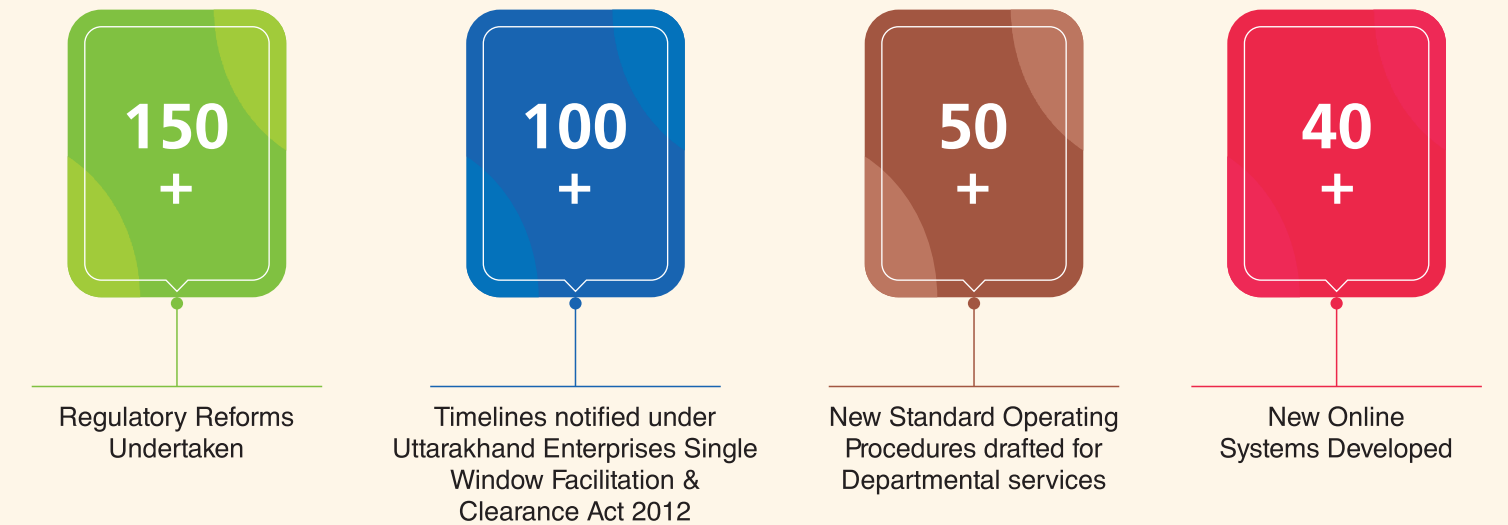 150
+
Regulatory Reforms
Undertaken
100
+
Timelines notified under
Uttarakhand Enterprises Single
Window Facilitation &
Clearance Act 2012
50
+
New Standard Operating
Procedures drafted for
Departmental services
40
+
New Online
Systems Developed